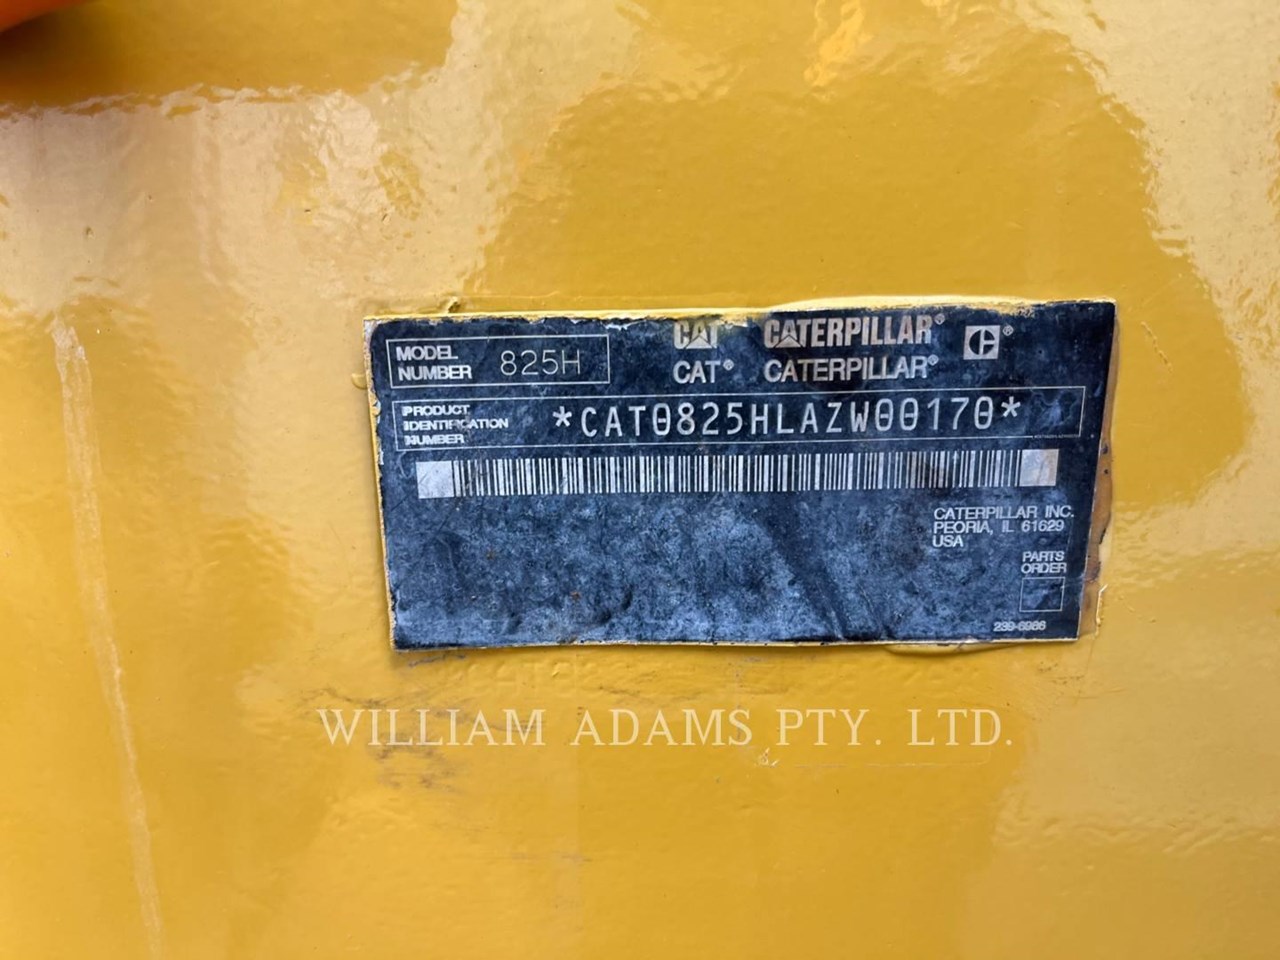 MODEL NUMBER 825H
CAT CATERPILLAR®
CAT® CATERPILLAR®
PRODUCT IDENTIFICATION NUMBER *CAT0825HLAZW00170*
CATERPILLAR INC.
PEORIA, IL 61629
USA
PARTS ORDER
239-6986
WILLIAM ADAMS PTY. LTD.